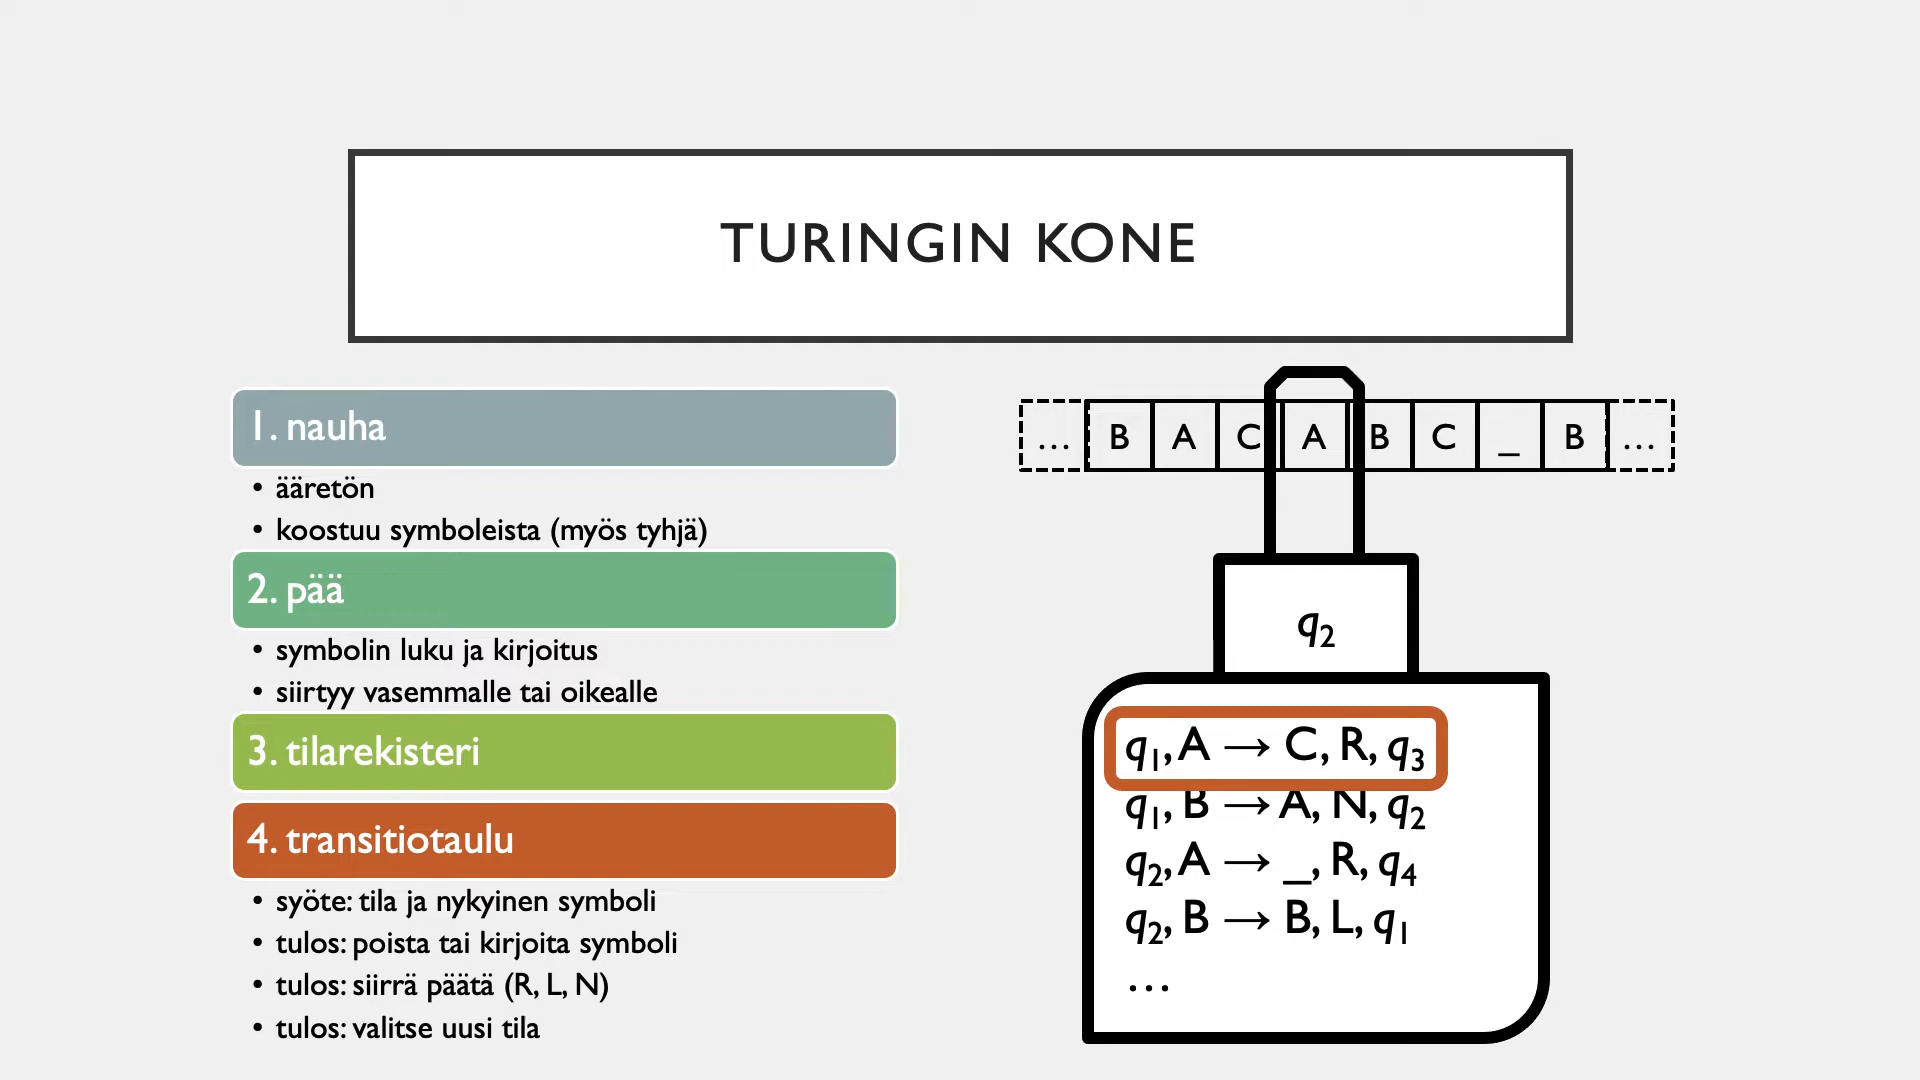 TURINGIN KONE
1. nauha
• ääretön
• koostuu symboleista (myös tyhjä)
2. pää
• symbolin luku ja kirjoitus
• siirtyy vasemmalle tai oikealle
3. tilarekisteri
4. transitiotaulu
• syöte: tila ja nykyinen symboli
• tulos: poista tai kirjoita symboli
• tulos: siirrä päätä (R, L, N)
• tulos: valitse uusi tila
... B A C A B C _ B ...
q₂
q₁, A → C, R, q₃
q₁, B → A, N, q₂
q₂, A → _, R, q₄
q₂, B → B, L, q₁
...